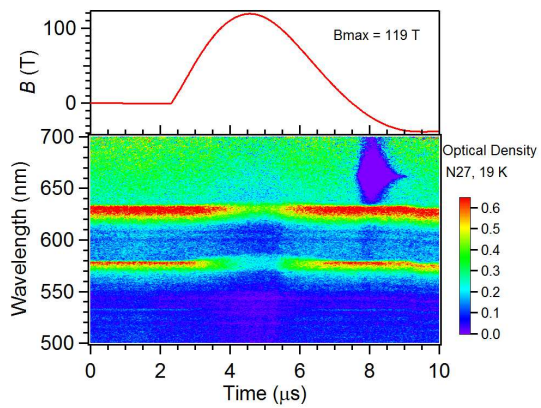 100
Bmax = 119 T
B (T)
0
700
Optical Density
N27, 19 K
650
0.6
0.5
600
0.4
0.3
Wavelength (nm)
550
0.2
0.1
500
0.0
0 2 4 6 8 10
Time (μs)